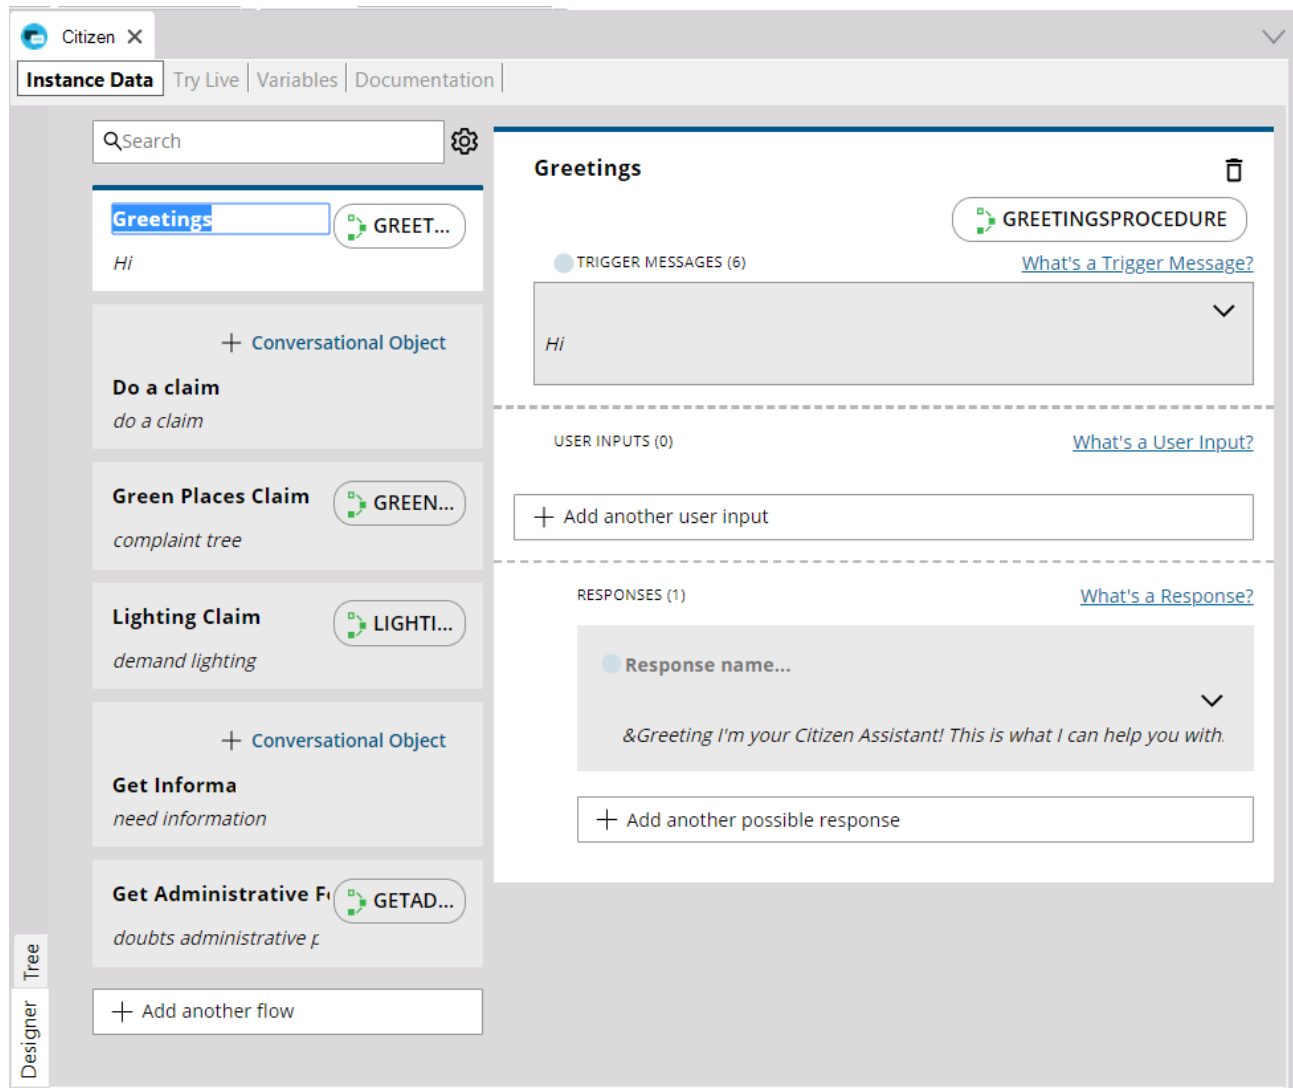 Citizen
Instance Data Try Live Variables Documentation
Search
Greetings
GREET...
Hi
+ Conversational Object
Do a claim
do a claim
Green Places Claim
GREEN...
complaint tree
Lighting Claim
LIGHTI...
demand lighting
+ Conversational Object
Get Informa
need information
Get Administrative F
GETAD...
doubts administrative p
+ Add another flow
Tree
Designer
Greetings
GREETINGSPROCEDURE
TRIGGER MESSAGES (6)
What's a Trigger Message?
Hi
USER INPUTS (0)
What's a User Input?
+ Add another user input
RESPONSES (1)
What's a Response?
Response name...
&Greeting I'm your Citizen Assistant! This is what I can help you with.
+ Add another possible response